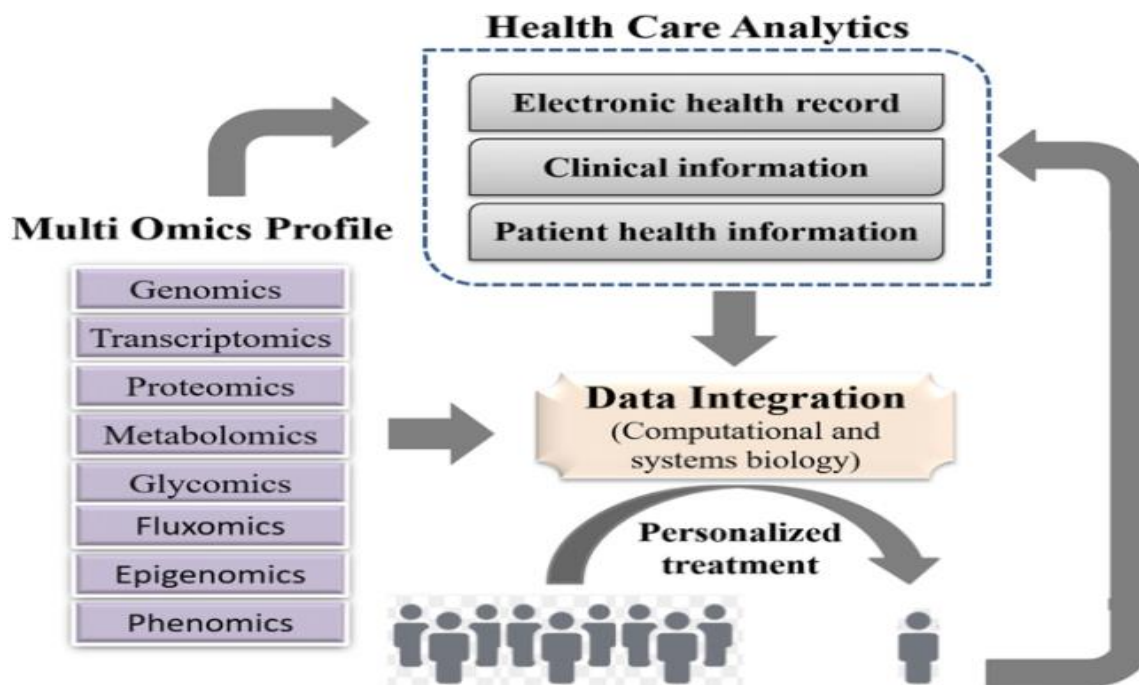 Health Care Analytics
Electronic health record
Clinical information
Patient health information
Multi Omics Profile
Genomics
Transcriptomics
Proteomics
Metabolomics
Glycomics
Fluxomics
Epigenomics
Phenomics
Data Integration
(Computational and
systems biology)
Personalized
treatment